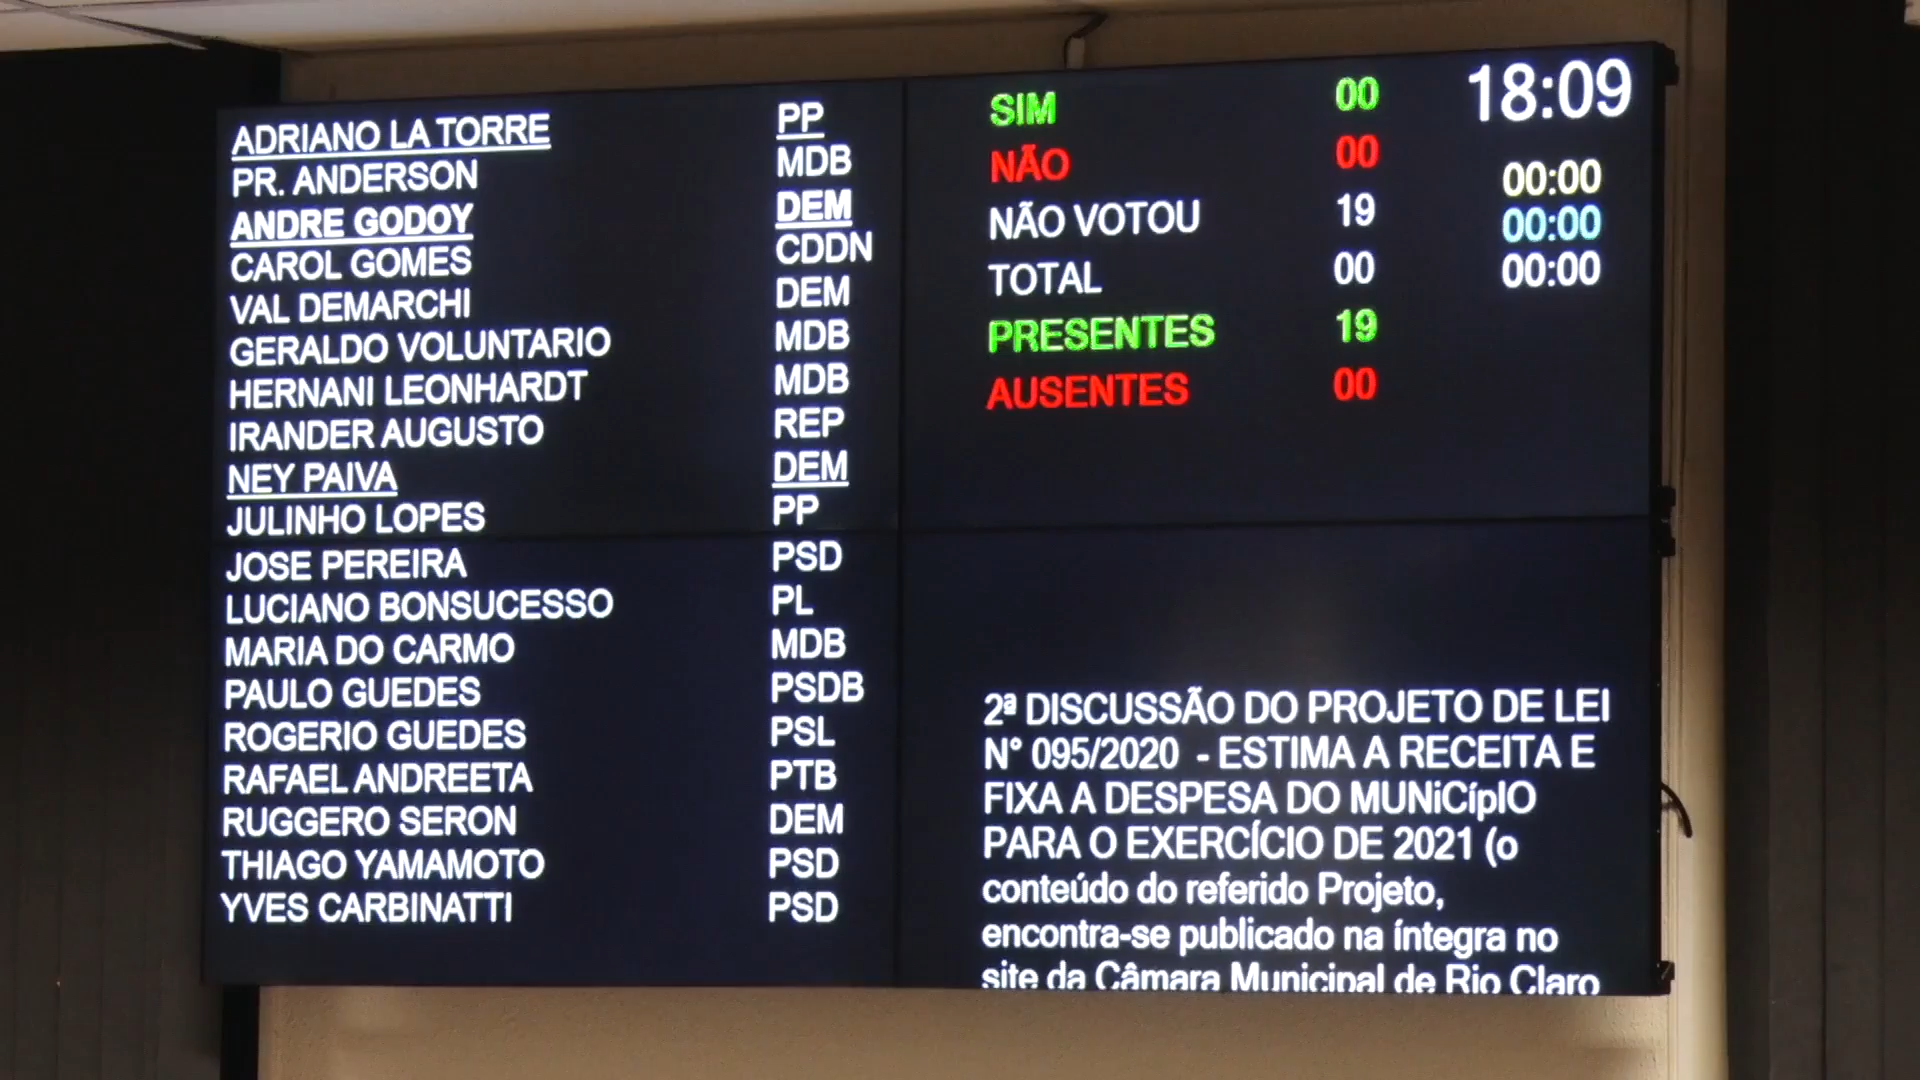 ADRIANO LA TORRE PP
PR. ANDERSON MDB
ANDRE GODOY DEM
CAROL GOMES CDDN
VAL DEMARCHI DEM
GERALDO VOLUNTARIO MDB
HERNANI LEONHARDT MDB
IRANDER AUGUSTO REP
NEY PAIVA DEM
JULINHO LOPES PP
JOSE PEREIRA PSD
LUCIANO BONSUCESSO PL
MARIA DO CARMO MDB
PAULO GUEDES PSDB
ROGERIO GUEDES PSL
RAFAEL ANDREETA PTB
RUGGERO SERON DEM
THIAGO YAMAMOTO PSD
YVES CARBINATTI PSD
SIM 00
NÃO 00
NÃO VOTOU 19
TOTAL 00
PRESENTES 19
AUSENTES 00
18:09
00:00
00:00
00:00
2ª DISCUSSÃO DO PROJETO DE LEI
N° 095/2020 - ESTIMA A RECEITA E
FIXA A DESPESA DO MUNiCípIO
PARA O EXERCÍCIO DE 2021 (o
conteúdo do referido Projeto,
encontra-se publicado na íntegra no
site da Câmara Municipal de Rio Claro